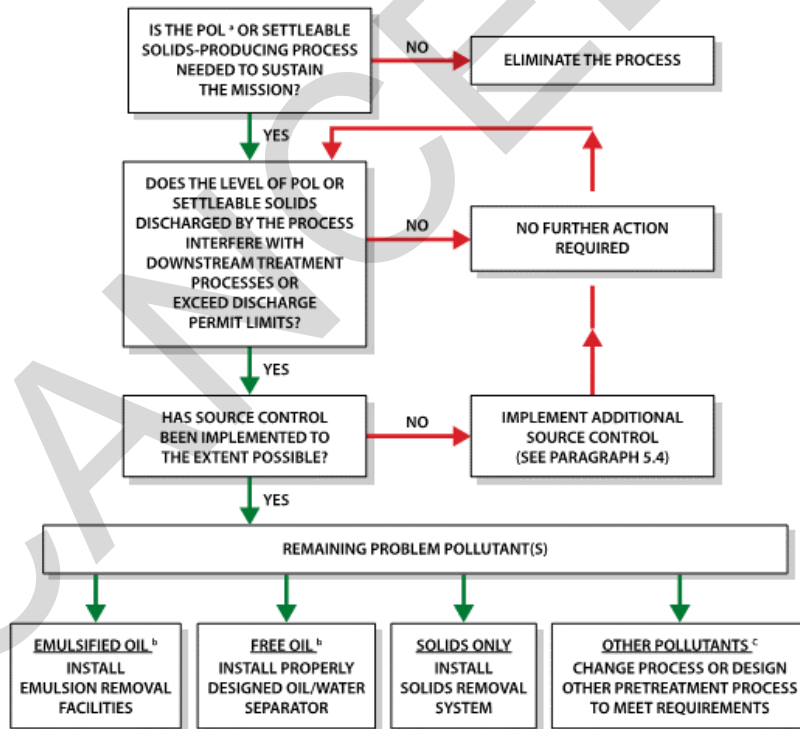 IS THE POL a OR SETTLEABLE
SOLIDS-PRODUCING PROCESS
NEEDED TO SUSTAIN
THE MISSION?
NO
ELIMINATE THE PROCESS
YES
DOES THE LEVEL OF POL OR
SETTLEABLE SOLIDS
DISCHARGED BY THE PROCESS
INTERFERE WITH
DOWNSTREAM TREATMENT
PROCESSES OR
EXCEED DISCHARGE
PERMIT LIMITS?
NO
NO FURTHER ACTION
REQUIRED
YES
HAS SOURCE CONTROL
BEEN IMPLEMENTED TO
THE EXTENT POSSIBLE?
NO
IMPLEMENT ADDITIONAL
SOURCE CONTROL
(SEE PARAGRAPH 5.4)
YES
REMAINING PROBLEM POLLUTANT(S)
EMULSIFIED OIL b
INSTALL
EMULSION REMOVAL
FACILITIES
FREE OIL b
INSTALL PROPERLY
DESIGNED OIL/WATER
SEPARATOR
SOLIDS ONLY
INSTALL
SOLIDS REMOVAL
SYSTEM
OTHER POLLUTANTS c
CHANGE PROCESS OR DESIGN
OTHER PRETREATMENT PROCESS
TO MEET REQUIREMENTS